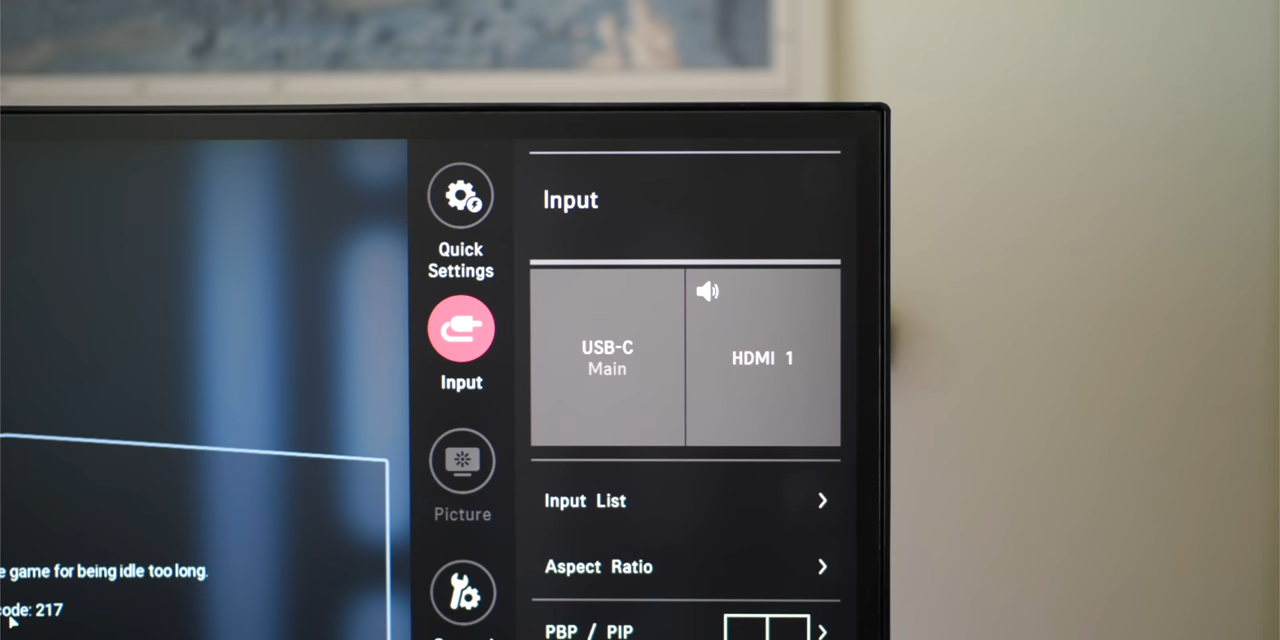 Quick
Settings
Input
Picture
Input
USB-C
Main
HDMI 1
Input List
Aspect Ratio
PBP / PIP
game for being idle too long.
code: 217